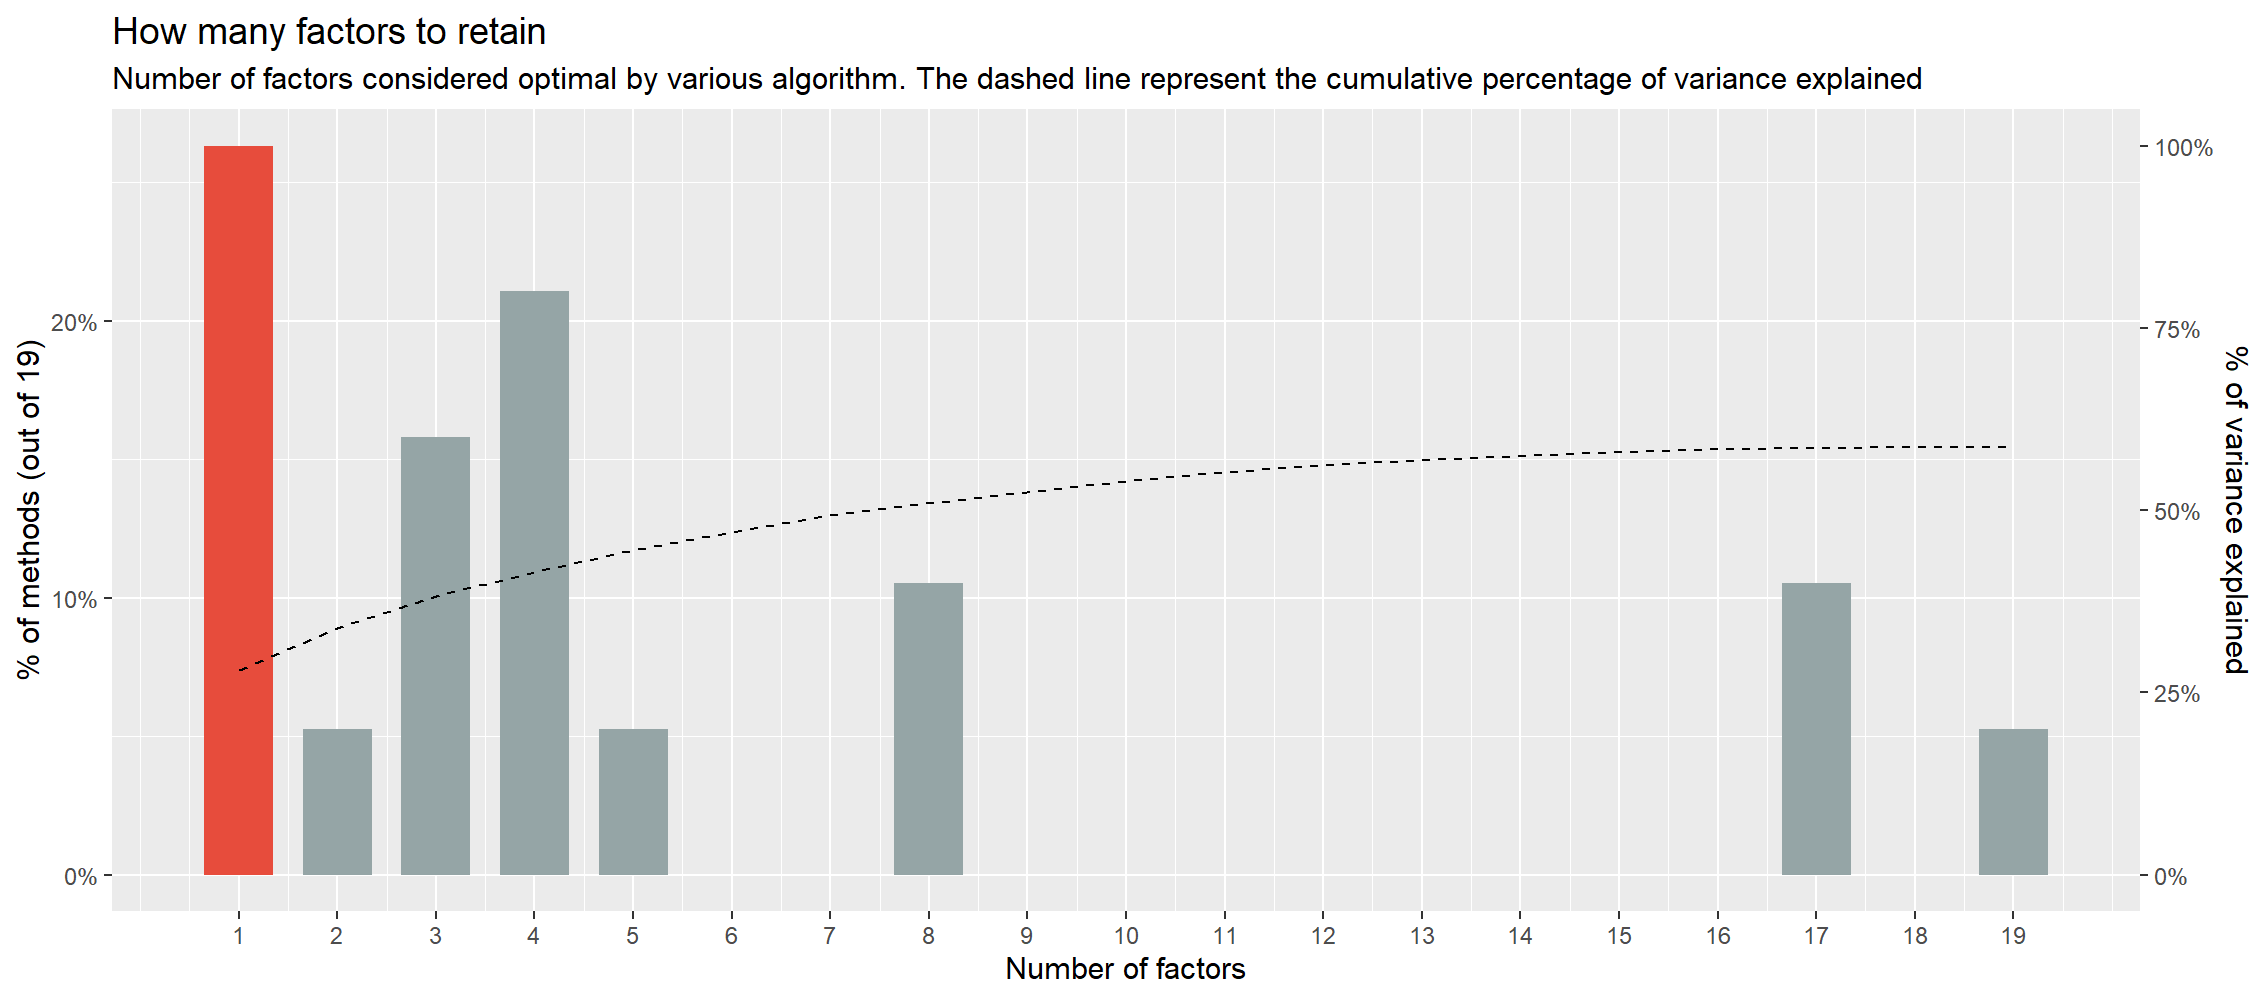 How many factors to retain
Number of factors considered optimal by various algorithm. The dashed line represent the cumulative percentage of variance explained
% of methods (out of 19)
20%
10%
0%
100%
75%
50%
25%
0%
% of variance explained
1 2 3 4 5 6 7 8 9 10 11 12 13 14 15 16 17 18 19
Number of factors